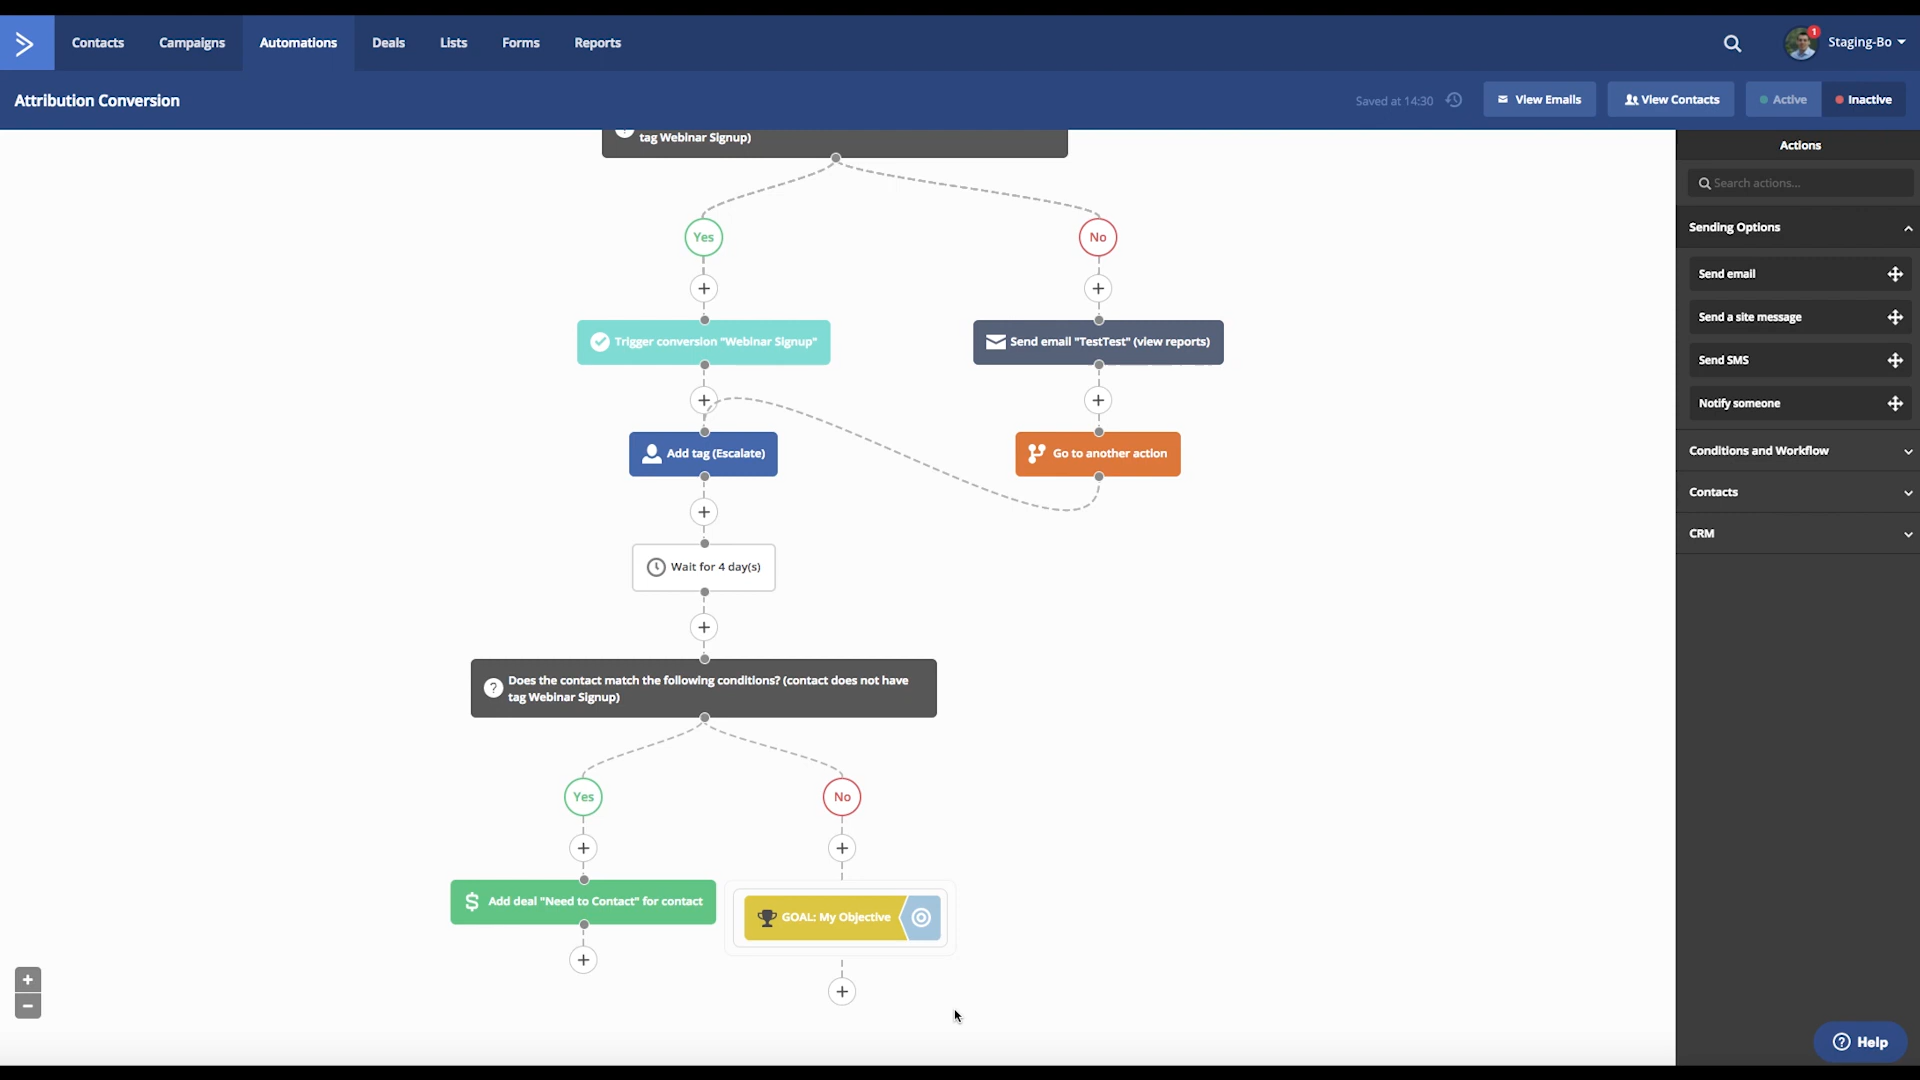 Contacts
Campaigns
Automations
Deals
Lists
Forms
Reports
1
Staging-Bo
Attribution Conversion
Saved at 14:30
View Emails
View Contacts
Active
Inactive
tag Webinar Signup)
Yes
No
Trigger conversion "Webinar Signup"
Send email "TestTest" (view reports)
Add tag (Escalate)
Go to another action
Wait for 4 day(s)
Does the contact match the following conditions? (contact does not have
tag Webinar Signup)
Yes
No
Add deal "Need to Contact" for contact
GOAL: My Objective
Actions
Search actions...
Sending Options
Send email
Send a site message
Send SMS
Notify someone
Conditions and Workflow
Contacts
CRM
Help